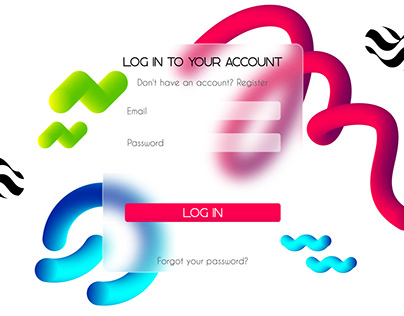 LOG IN TO YOUR ACCOUNT
Don't have an account? Register
Email
Password
LOG IN
Forgot your password?